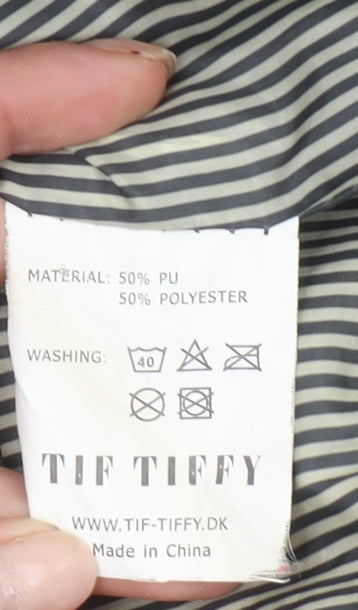 MATERIAL: 50% PU
50% POLYESTER
WASHING: 40
TIF TIFFY
WWW.TIF-TIFFY.DK
Made in China